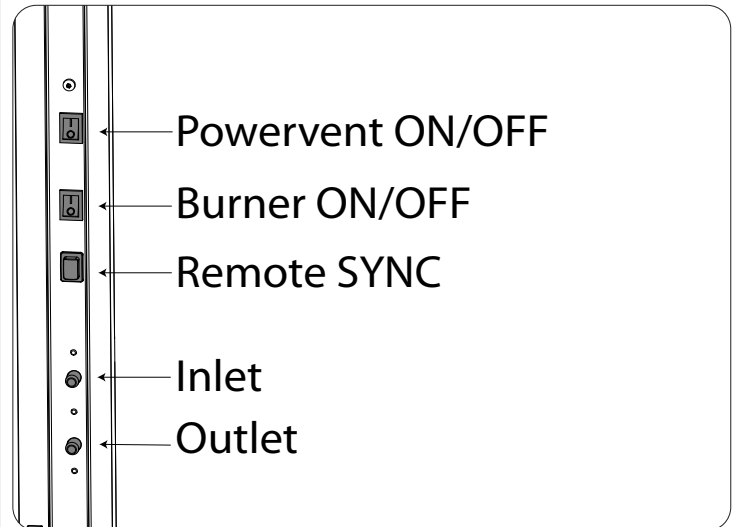 Powervent ON/OFF
Burner ON/OFF
Remote SYNC
Inlet
Outlet